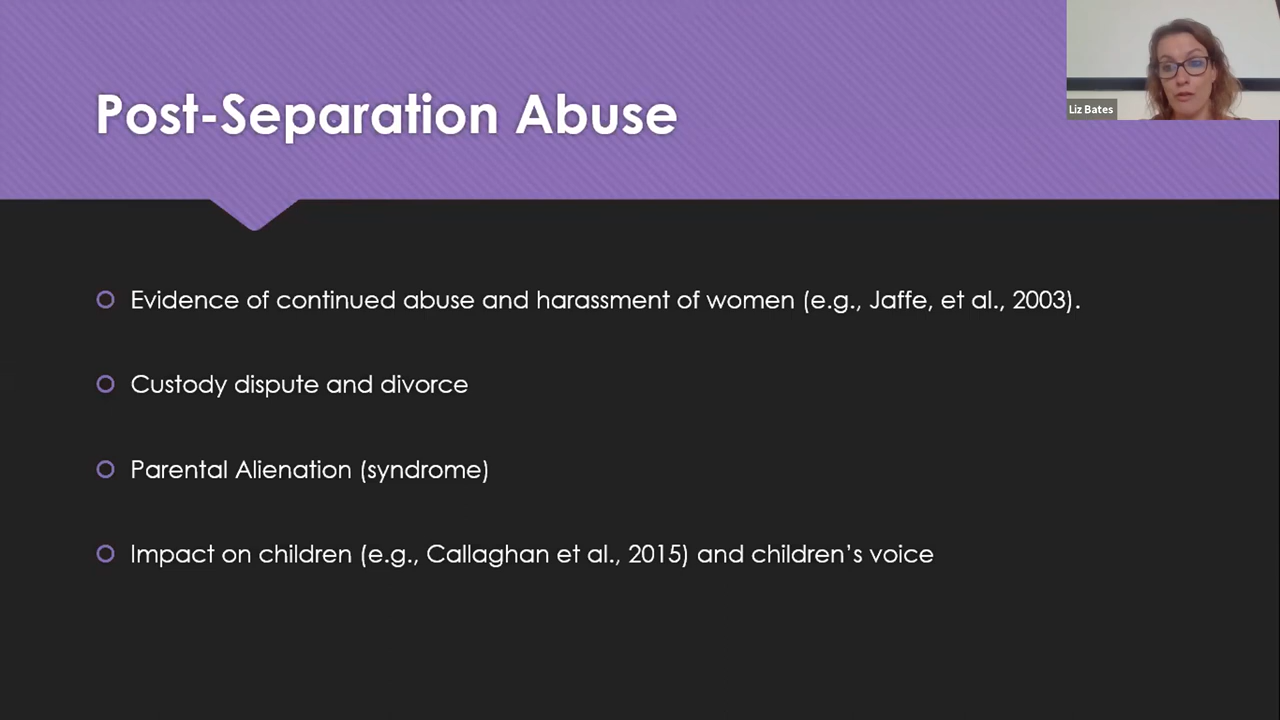 Post-Separation Abuse
Liz Bates
Evidence of continued abuse and harassment of women (e.g., Jaffe, et al., 2003).
Custody dispute and divorce
Parental Alienation (syndrome)
Impact on children (e.g., Callaghan et al., 2015) and children’s voice